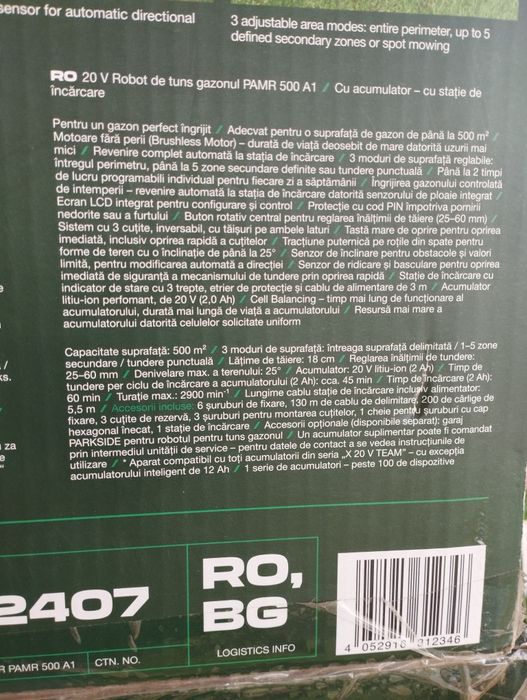 sensor for automatic directional
3 adjustable area modes: entire perimeter, up to 5
defined secondary zones or spot mowing
RO 20 V Robot de tuns gazonul PAMR 500 A1 / Cu acumulator – cu stație de
încărcare
Pentru un gazon perfect îngrijit / Adecvat pentru o suprafață de gazon de până la 500 m² /
Motoare fără perii (Brushless Motor) – durată de viață deosebit de mare datorită uzurii mai
mici / Revenire complet automată la stația de încărcare / 3 moduri de suprafață reglabile:
întregul perimetru, până la 5 zone secundare definite sau tundere punctuală / Până la 2 timpi
de lucru programabili individual pentru fiecare zi a săptămânii / Îngrijirea gazonului controlată
de intemperii – revenire automată la stația de încărcare datorită senzorului de ploaie integrat /
Ecran LCD integrat pentru configurare și control / Protecție cu cod PIN împotriva pornirii
nedorite sau a furtului / Buton rotativ central pentru reglarea înălțimii de tăiere (25–60 mm) /
Sistem cu 3 cuțite, inversabil, cu tăișuri pe ambele laturi / Tastă mare de oprire pentru oprirea
imediată, inclusiv oprirea rapidă a cuțitelor / Tracțiune puternică pe roțile din spate pentru
forme de teren cu o înclinație de până la 25° / Senzor de înclinare pentru obstacole și valori
limită, pentru modificarea automată a direcției / Senzor de ridicare și basculare pentru oprirea
imediată de siguranță a mecanismului de tundere prin oprire rapidă / Stație de încărcare cu
indicator de stare cu 3 trepte, etrier de protecție și cablu de alimentare de 3 m / Acumulator
litiu-ion perfomant, de 20 V (2,0 Ah) / Cell Balancing – timp mai lung de funcționare al
acumulatorului, durată mai lungă de viață a acumulatorului / Resursă mai mare a
acumulatorului datorită celulelor solicitate uniform
Capacitate suprafață: 500 m² / 3 moduri de suprafață: întreaga suprafață delimitată / 1–5 zone
secundare / tundere punctuală / Lățime de tăiere: 18 cm / Reglarea înălțimii de tundere:
25–60 mm / Denivelare max. a terenului: 25° / Acumulator: 20 V litiu-ion (2 Ah) / Timp de
tundere per ciclu de încărcare a acumulatorului (2 Ah): cca. 45 min / Timp de încărcare (2 Ah):
60 min / Turație max.: 2900 min⁻¹ / Lungime cablu stație de încărcare inclusiv alimentator:
5,5 m / Accesorii incluse: 6 șuruburi de fixare, 130 m de cablu de delimitare, 200 de cârlige de
fixare, 3 cuțite de rezervă, 3 șuruburi pentru montarea cuțitelor, 1 cheie pentru șuruburi cu cap
hexagonal înecat, 1 stație de încărcare / Accesorii opționale (disponibile separat): garaj
PARKSIDE pentru robotul pentru tuns gazonul / Un acumulator suplimentar poate fi comandat
prin intermediul unității de service – pentru datele de contact a se vedea instrucțiunile de
utilizare / * Aparat compatibil cu toți acumulatorii din seria „X 20 V TEAM” – cu excepția
acumulatorului inteligent de 12 Ah / 1 serie de acumulatori – peste 100 de dispozitive
ks.
za
2407
RO,
BG
LOGISTICS INFO
R PAMR 500 A1
CTN. NO.
4 052916 912346